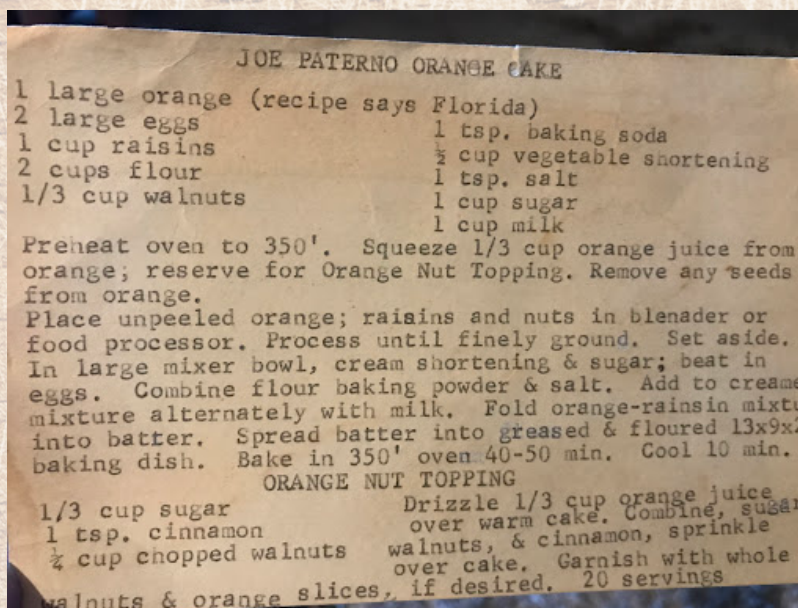 JOE PATERNO ORANGE CAKE
1 large orange (recipe says Florida)
2 large eggs
1 cup raisins
2 cups flour
1/3 cup walnuts
1 tsp. baking soda
½ cup vegetable shortening
1 tsp. salt
1 cup sugar
1 cup milk
Preheat oven to 350'. Squeeze 1/3 cup orange juice from
orange; reserve for Orange Nut Topping. Remove any seeds
from orange.
Place unpeeled orange; raisins and nuts in blenader or
food processor. Process until finely ground. Set aside.
In large mixer bowl, cream shortening & sugar; beat in
eggs. Combine flour baking powder & salt. Add to creame
mixture alternately with milk. Fold orange-rainsin mixtu
into batter. Spread batter into greased & floured 13x9x2
baking dish. Bake in 350' oven 40-50 min. Cool 10 min.
ORANGE NUT TOPPING
1/3 cup sugar
1 tsp. cinnamon
¼ cup chopped walnuts
Drizzle 1/3 cup orange juice
over warm cake. Combine, sugar
walnuts, & cinnamon, sprinkle
over cake. Garnish with whole
walnuts & orange slices, if desired. 20 servings